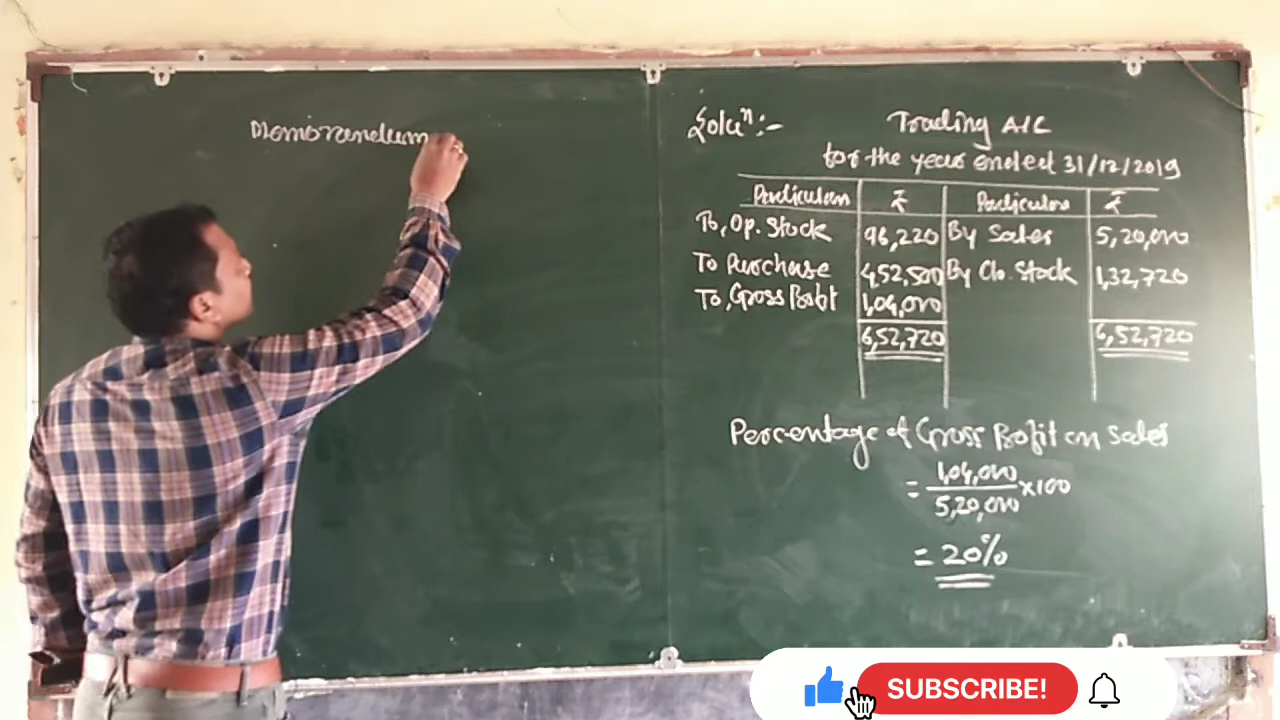 Memorandum
Soluⁿ:-
Trading A/C
for the year ended 31/12/2019
Particulars ₹ Particulars ₹
To, Op. Stock 96,220 By Sales 5,20,000
To Purchase 4,52,500 By Clo. Stock 1,32,720
To, Gross Profit 1,04,000
6,52,720 6,52,720
Percentage of Gross Profit on Sales
= 1,04,000/5,20,000 × 100
= 20%
SUBSCRIBE!